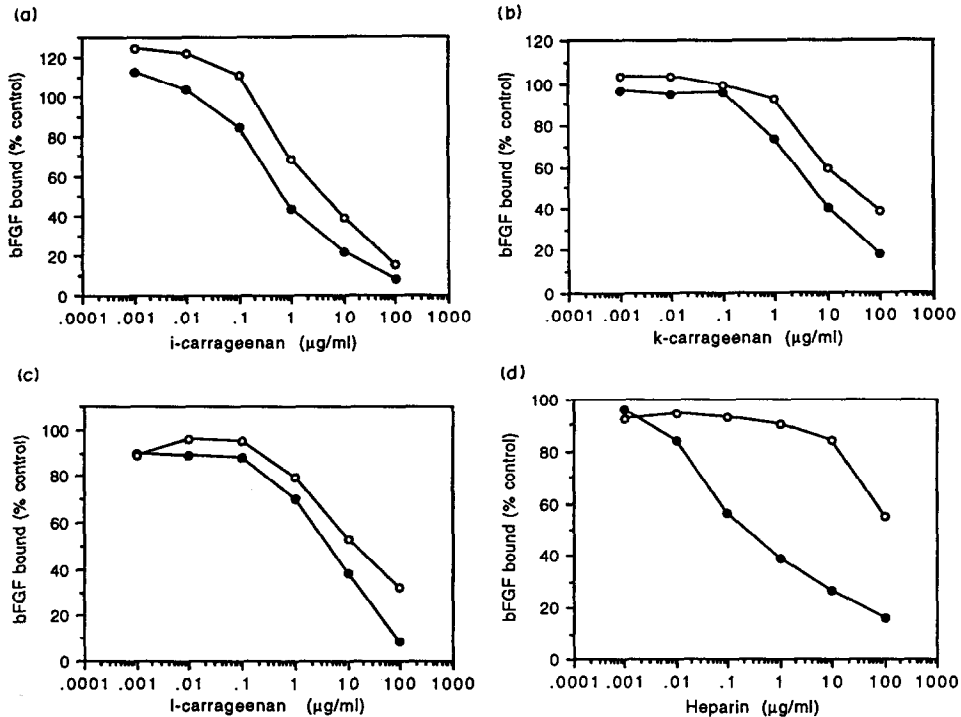 (a)
120
100
80
60
40
20
0
bFGF bound (% control)
.0001 .001 .01 .1 1 10 100 1000
i-carrageenan (µg/ml)
(b)
120
100
80
60
40
20
0
bFGF bound (% control)
.0001 .001 .01 .1 1 10 100 1000
k-carrageenan (µg/ml)
(c)
100
80
60
40
20
0
bFGF bound (% control)
.0001 .001 .01 .1 1 10 100 1000
l-carrageenan (µg/ml)
(d)
100
80
60
40
20
0
bFGF bound (% control)
.0001 .001 .01 .1 1 10 100 1000
Heparin (µg/ml)